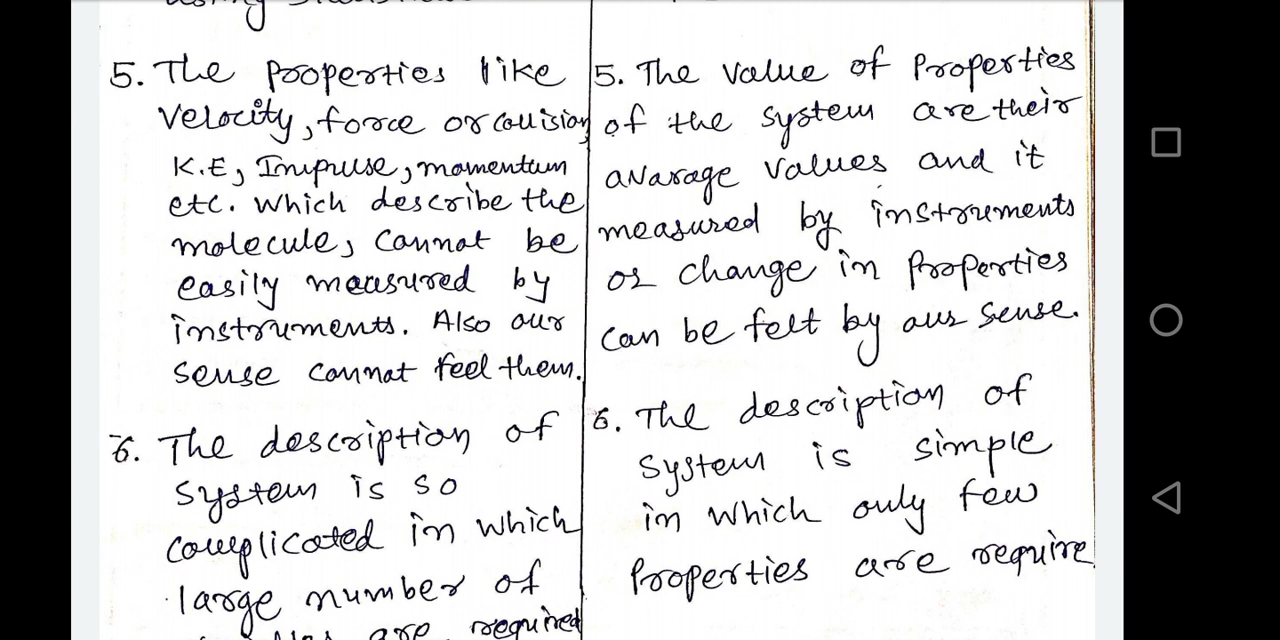 5. The properties like
velocity, force or collision
K.E, Impruse, momentum
etc. which describe the
molecule, cannot be
easily measured by
instruments. Also our
sense cannot feel them.
6. The description of
system is so
complicated in which
large number of
are required
5. The value of Properties
of the system are their
avarage values and it
measured by instruments
or change in properties
can be felt by our sense.
6. The description of
system is simple
in which only few
Properties are require